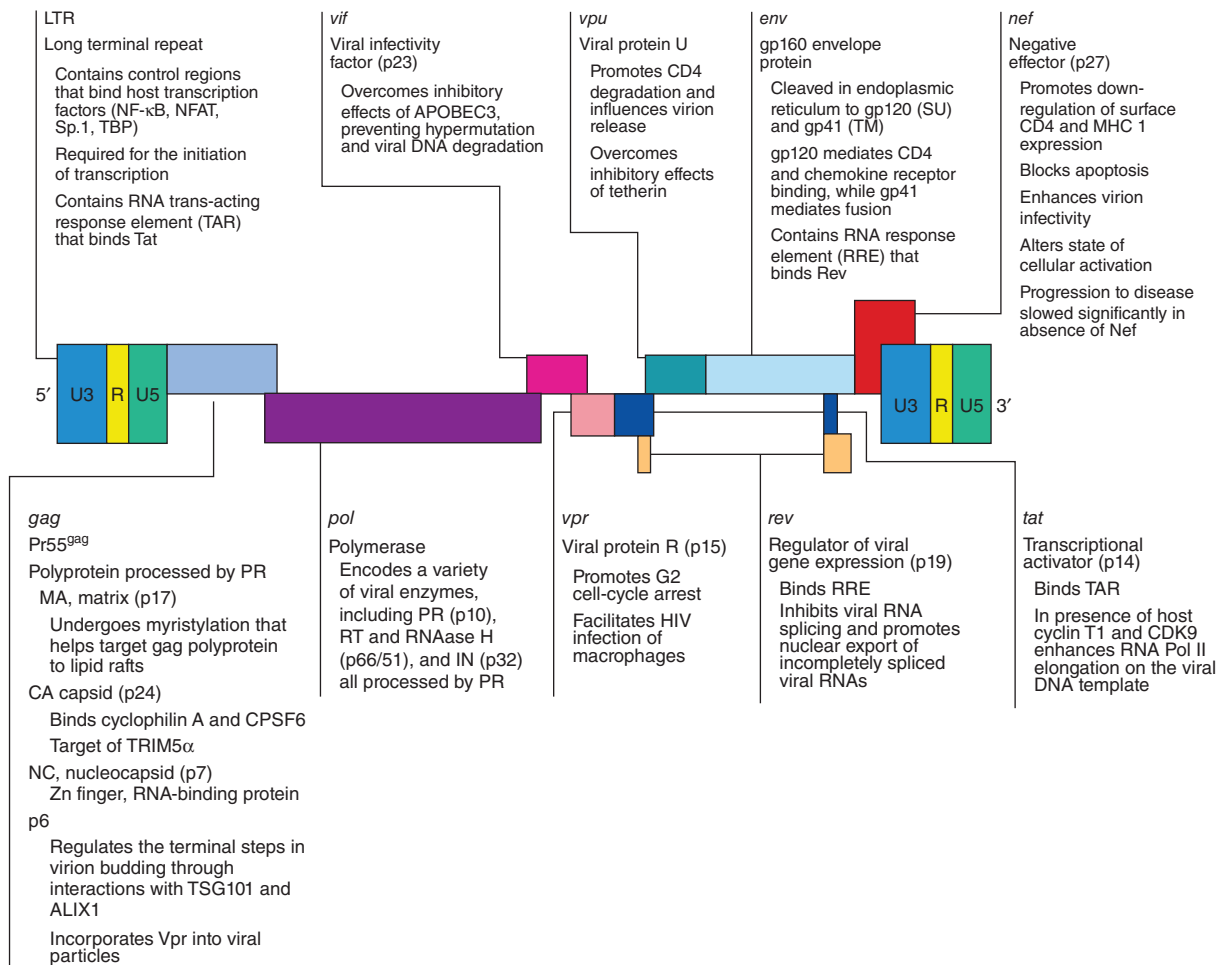 LTR
Long terminal repeat
Contains control regions
that bind host transcription
factors (NF-κB, NFAT,
Sp.1, TBP)
Required for the initiation
of transcription
Contains RNA trans-acting
response element (TAR)
that binds Tat
vif
Viral infectivity
factor (p23)
Overcomes inhibitory
effects of APOBEC3,
preventing hypermutation
and viral DNA degradation
vpu
Viral protein U
Promotes CD4
degradation and
influences virion
release
Overcomes
inhibitory effects
of tetherin
env
gp160 envelope
protein
Cleaved in endoplasmic
reticulum to gp120 (SU)
and gp41 (TM)
gp120 mediates CD4
and chemokine receptor
binding, while gp41
mediates fusion
Contains RNA response
element (RRE) that
binds Rev
nef
Negative
effector (p27)
Promotes down-
regulation of surface
CD4 and MHC 1
expression
Blocks apoptosis
Enhances virion
infectivity
Alters state of
cellular activation
Progression to disease
slowed significantly in
absence of Nef
5′ U3 R U5 U3 R U5 3′
gag
Pr55gag
Polyprotein processed by PR
MA, matrix (p17)
Undergoes myristylation that
helps target gag polyprotein
to lipid rafts
CA capsid (p24)
Binds cyclophilin A and CPSF6
Target of TRIM5α
NC, nucleocapsid (p7)
Zn finger, RNA-binding protein
p6
Regulates the terminal steps in
virion budding through
interactions with TSG101 and
ALIX1
Incorporates Vpr into viral
particles
pol
Polymerase
Encodes a variety
of viral enzymes,
including PR (p10),
RT and RNAase H
(p66/51), and IN (p32)
all processed by PR
vpr
Viral protein R (p15)
Promotes G2
cell-cycle arrest
Facilitates HIV
infection of
macrophages
rev
Regulator of viral
gene expression (p19)
Binds RRE
Inhibits viral RNA
splicing and promotes
nuclear export of
incompletely spliced
viral RNAs
tat
Transcriptional
activator (p14)
Binds TAR
In presence of host
cyclin T1 and CDK9
enhances RNA Pol II
elongation on the viral
DNA template